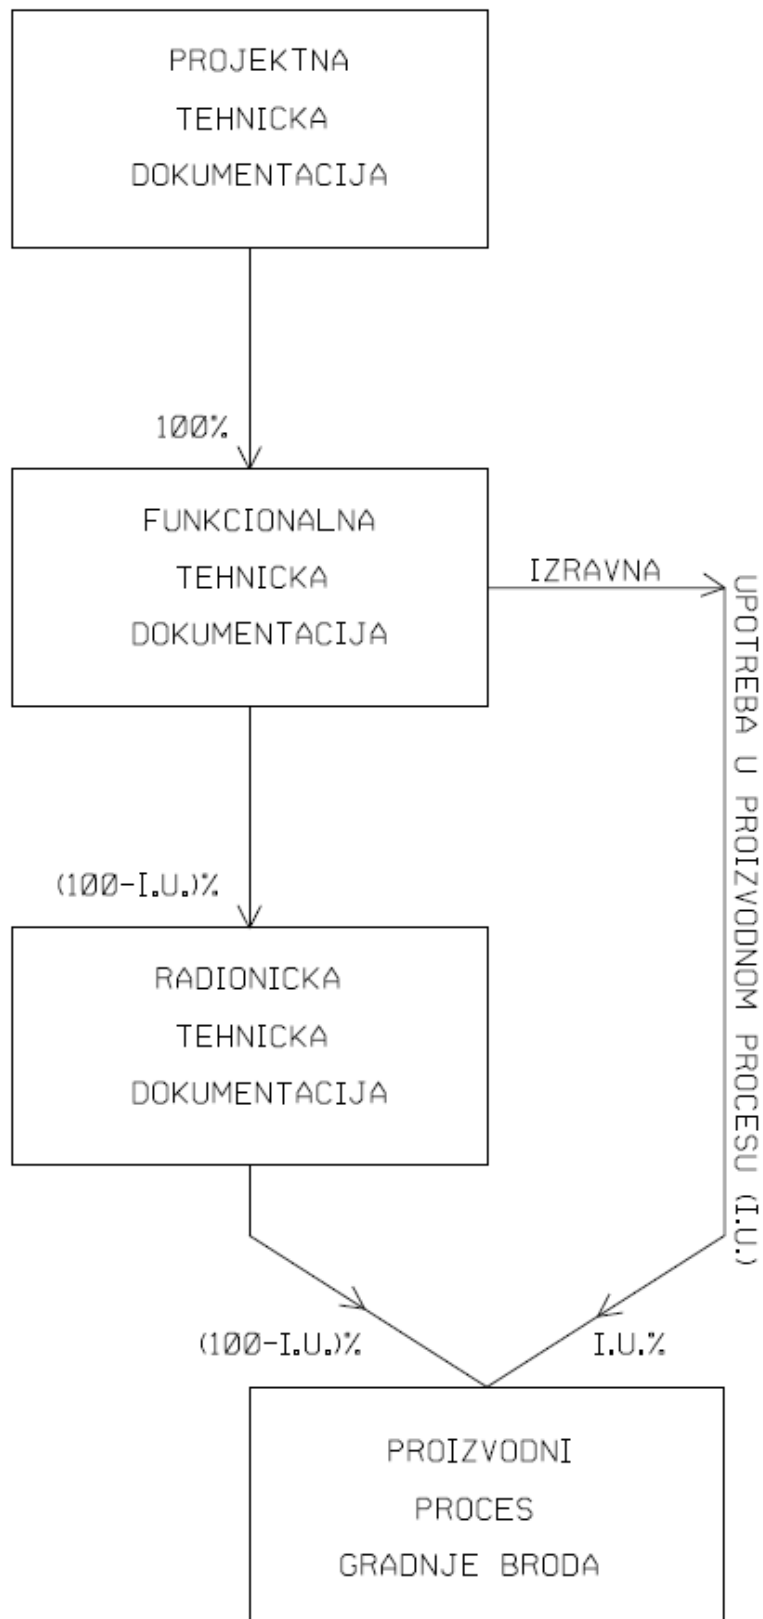 PROJEKTNA
TEHNICKA
DOKUMENTACIJA
100%
FUNKCIONALNA
TEHNICKA
DOKUMENTACIJA
IZRAVNA
UPOTREBA U PROIZVODNOM PROCESU (I.U.)
(100-I.U.)%
RADIONICKA
TEHNICKA
DOKUMENTACIJA
(100-I.U.)%
I.U.%
PROIZVODNI
PROCES
GRADNJE BRODA